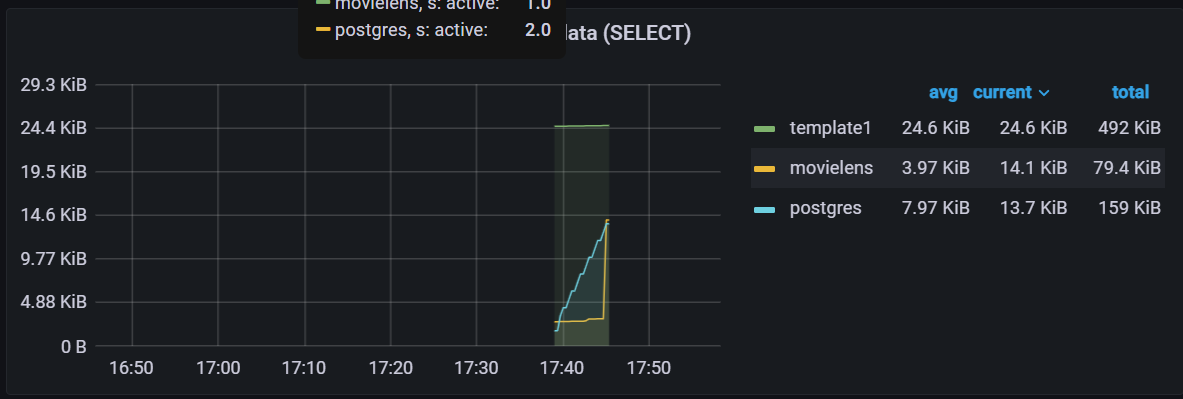 movielens, s: active: 1.0
postgres, s: active: 2.0
data (SELECT)
29.3 KiB
24.4 KiB
19.5 KiB
14.6 KiB
9.77 KiB
4.88 KiB
0 B
16:50 17:00 17:10 17:20 17:30 17:40 17:50
avg current total
template1 24.6 KiB 24.6 KiB 492 KiB
movielens 3.97 KiB 14.1 KiB 79.4 KiB
postgres 7.97 KiB 13.7 KiB 159 KiB